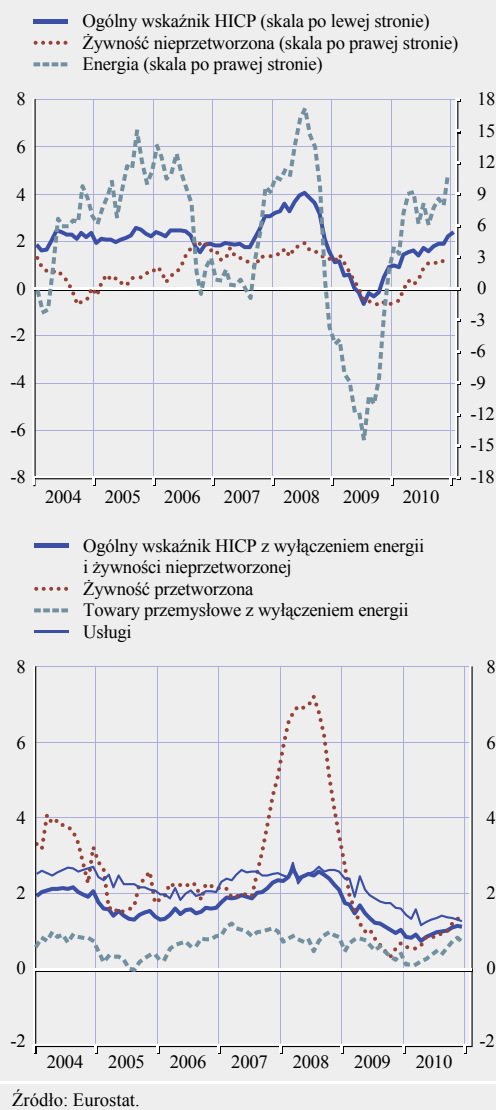 Ogólny wskaźnik HICP (skala po lewej stronie)
Żywność nieprzetworzona (skala po prawej stronie)
Energia (skala po prawej stronie)
8 18
15
6
12
4 9
6
2
3
0 0
-3
-2
-6
-4 -9
-12
-6
-15
-8 -18
2004 2005 2006 2007 2008 2009 2010
Ogólny wskaźnik HICP z wyłączeniem energii
i żywności nieprzetworzonej
Żywność przetworzona
Towary przemysłowe z wyłączeniem energii
Usługi
8 8
6 6
4 4
2 2
0 0
-2 -2
2004 2005 2006 2007 2008 2009 2010
Źródło: Eurostat.